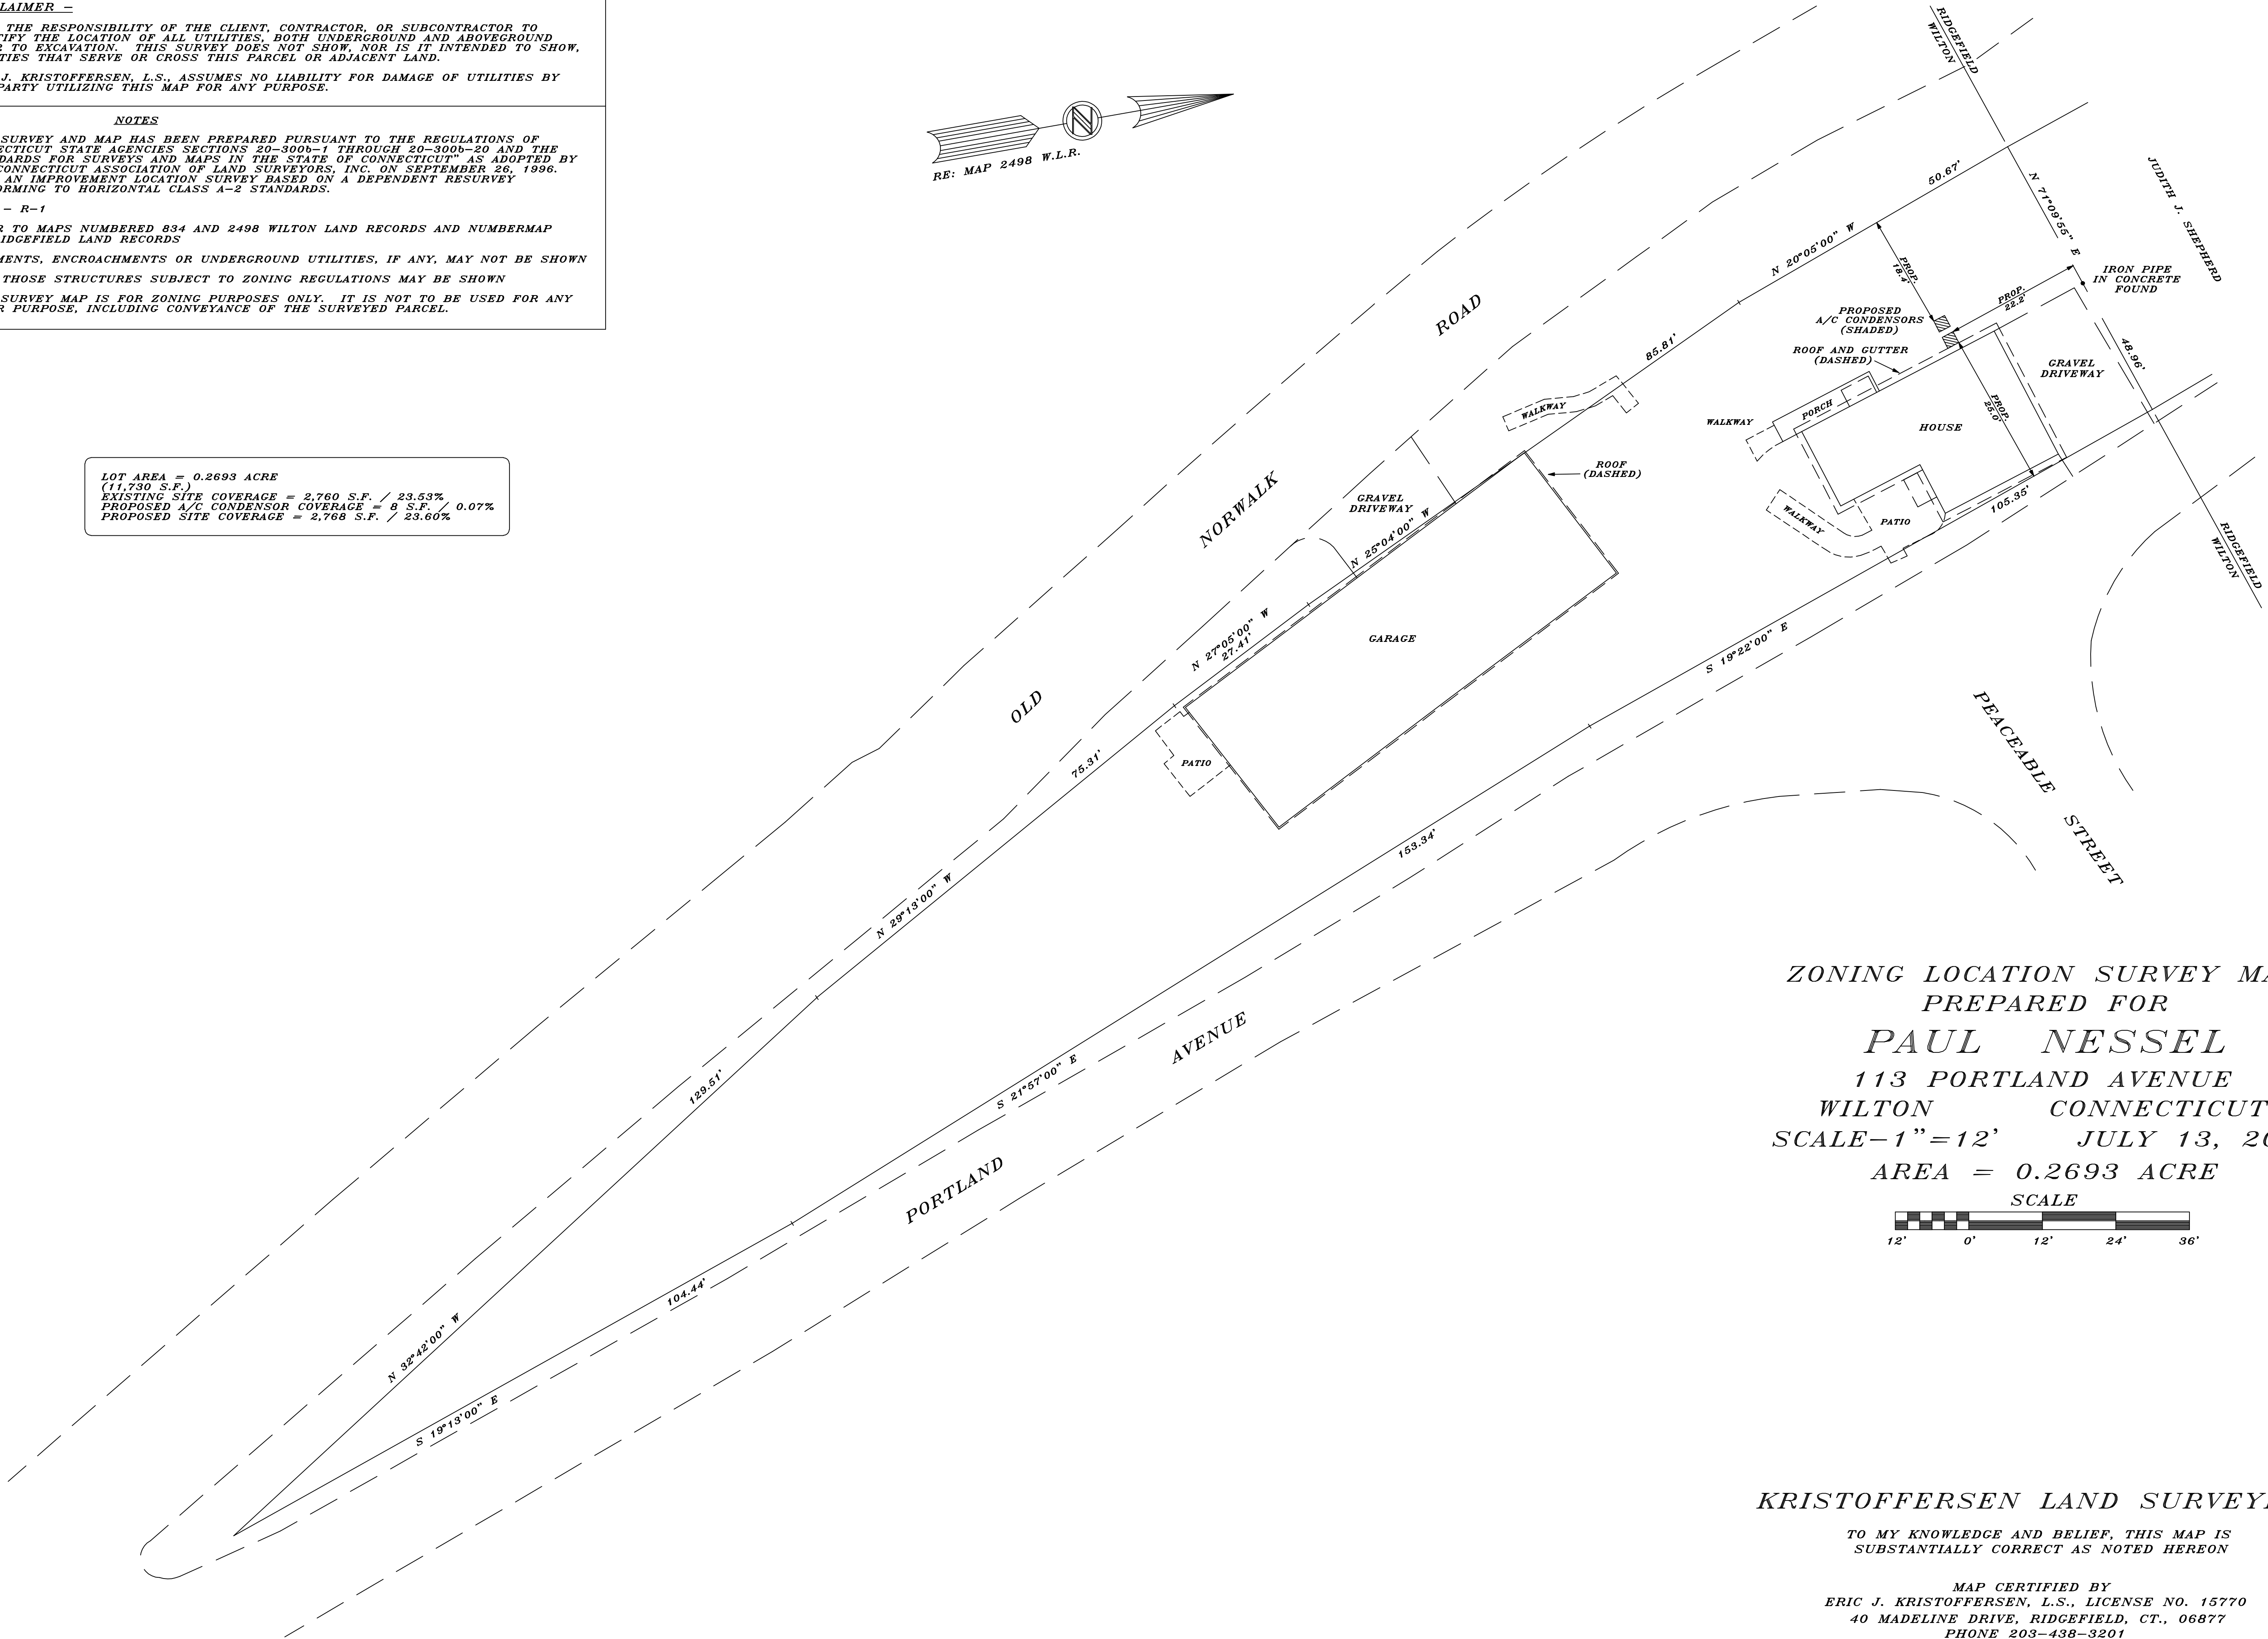 LAIMER –
THE RESPONSIBILITY OF THE CLIENT, CONTRACTOR, OR SUBCONTRACTOR TO
TIFY THE LOCATION OF ALL UTILITIES, BOTH UNDERGROUND AND ABOVEGROUND
R TO EXCAVATION. THIS SURVEY DOES NOT SHOW, NOR IS IT INTENDED TO SHOW,
TIES THAT SERVE OR CROSS THIS PARCEL OR ADJACENT LAND.
J. KRISTOFFERSEN, L.S., ASSUMES NO LIABILITY FOR DAMAGE OF UTILITIES BY
PARTY UTILIZING THIS MAP FOR ANY PURPOSE.
NOTES
SURVEY AND MAP HAS BEEN PREPARED PURSUANT TO THE REGULATIONS OF
ECTICUT STATE AGENCIES SECTIONS 20–300b–1 THROUGH 20–300b–20 AND THE
DARDS FOR SURVEYS AND MAPS IN THE STATE OF CONNECTICUT" AS ADOPTED BY
CONNECTICUT ASSOCIATION OF LAND SURVEYORS, INC. ON SEPTEMBER 26, 1996.
AN IMPROVEMENT LOCATION SURVEY BASED ON A DEPENDENT RESURVEY
ORMING TO HORIZONTAL CLASS A–2 STANDARDS.
– R–1
R TO MAPS NUMBERED 834 AND 2498 WILTON LAND RECORDS AND NUMBERMAP
IDGEFIELD LAND RECORDS
MENTS, ENCROACHMENTS OR UNDERGROUND UTILITIES, IF ANY, MAY NOT BE SHOWN
THOSE STRUCTURES SUBJECT TO ZONING REGULATIONS MAY BE SHOWN
SURVEY MAP IS FOR ZONING PURPOSES ONLY. IT IS NOT TO BE USED FOR ANY
R PURPOSE, INCLUDING CONVEYANCE OF THE SURVEYED PARCEL.
LOT AREA = 0.2693 ACRE
(11,730 S.F.)
EXISTING SITE COVERAGE = 2,760 S.F. / 23.53%
PROPOSED A/C CONDENSOR COVERAGE = 8 S.F. / 0.07%
PROPOSED SITE COVERAGE = 2,768 S.F. / 23.60%
N
RE: MAP 2498 W.L.R.
RIDGEFIELD
WILTON
50.67'
N 71°09'55" E
JUDITH J. SHEPHERD
N 20°05'00" W
PROP.
18.4'
IRON PIPE
IN CONCRETE
FOUND
PROP.
22.2'
PROPOSED
A/C CONDENSORS
(SHADED)
ROOF AND GUTTER
(DASHED)
GRAVEL
DRIVEWAY
48.96'
ROAD
85.81'
WALKWAY
PORCH
WALKWAY
PROP.
25.0'
HOUSE
ROOF
(DASHED)
NORWALK
GRAVEL
DRIVEWAY
N 25°04'00" W
WALKWAY
PATIO
105.35'
RIDGEFIELD
WILTON
GARAGE
N 27°05'00" W
27.41'
S 19°22'00" E
OLD
75.31'
PATIO
PEACEABLE STREET
153.34'
N 29°13'00" W
129.51'
S 21°57'00" E
AVENUE
PORTLAND
104.44'
N 32°42'00" W
S 19°13'00" E
ZONING LOCATION SURVEY MA
PREPARED FOR
PAUL NESSEL
113 PORTLAND AVENUE
WILTON CONNECTICUT
SCALE–1"=12' JULY 13, 20
AREA = 0.2693 ACRE
SCALE
12' 0' 12' 24' 36'
KRISTOFFERSEN LAND SURVEY
TO MY KNOWLEDGE AND BELIEF, THIS MAP IS
SUBSTANTIALLY CORRECT AS NOTED HEREON
MAP CERTIFIED BY
ERIC J. KRISTOFFERSEN, L.S., LICENSE NO. 15770
40 MADELINE DRIVE, RIDGEFIELD, CT., 06877
PHONE 203–438–3201